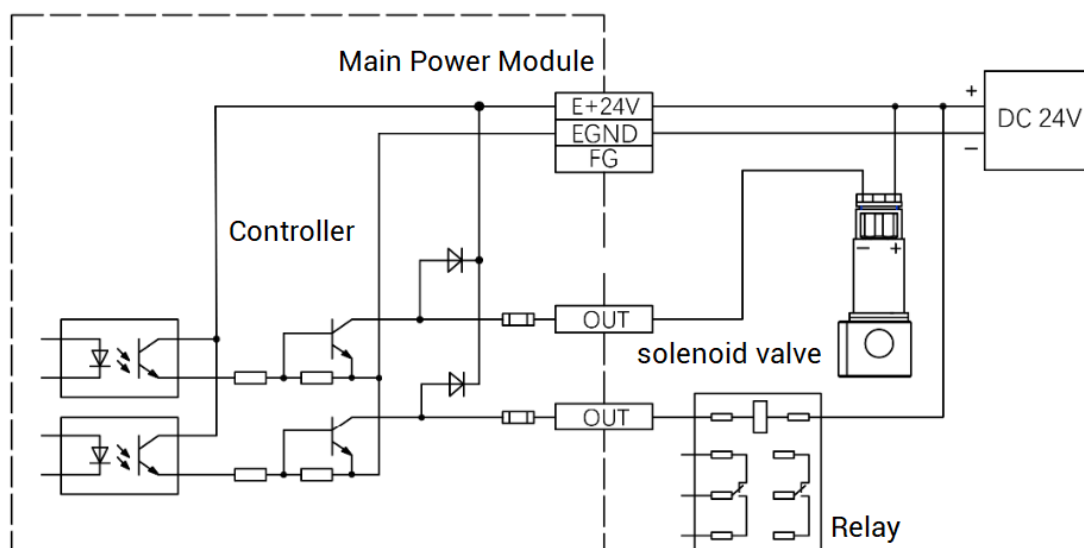 Main Power Module
E+24V
+
DC 24V
EGND
−
FG
Controller
− +
OUT
solenoid valve
OUT
Relay